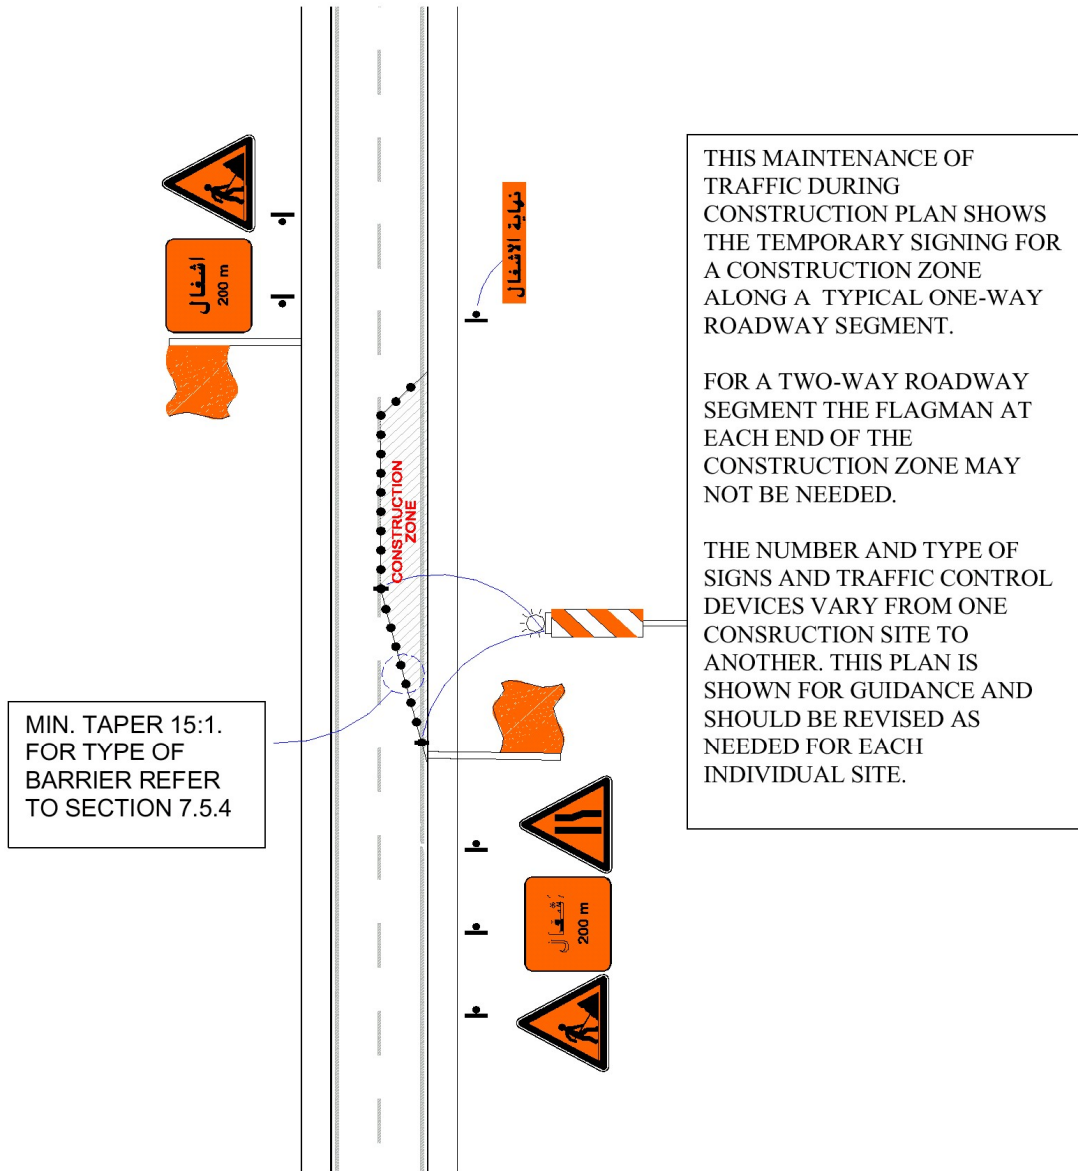 اشغال
200 m
نهاية الاشغال
THIS MAINTENANCE OF
TRAFFIC DURING
CONSTRUCTION PLAN SHOWS
THE TEMPORARY SIGNING FOR
A CONSTRUCTION ZONE
ALONG A TYPICAL ONE-WAY
ROADWAY SEGMENT.
FOR A TWO-WAY ROADWAY
SEGMENT THE FLAGMAN AT
EACH END OF THE
CONSTRUCTION ZONE MAY
NOT BE NEEDED.
THE NUMBER AND TYPE OF
SIGNS AND TRAFFIC CONTROL
DEVICES VARY FROM ONE
CONSRUCTION SITE TO
ANOTHER. THIS PLAN IS
SHOWN FOR GUIDANCE AND
SHOULD BE REVISED AS
NEEDED FOR EACH
INDIVIDUAL SITE.
CONSTRUCTION
ZONE
MIN. TAPER 15:1.
FOR TYPE OF
BARRIER REFER
TO SECTION 7.5.4
200 m